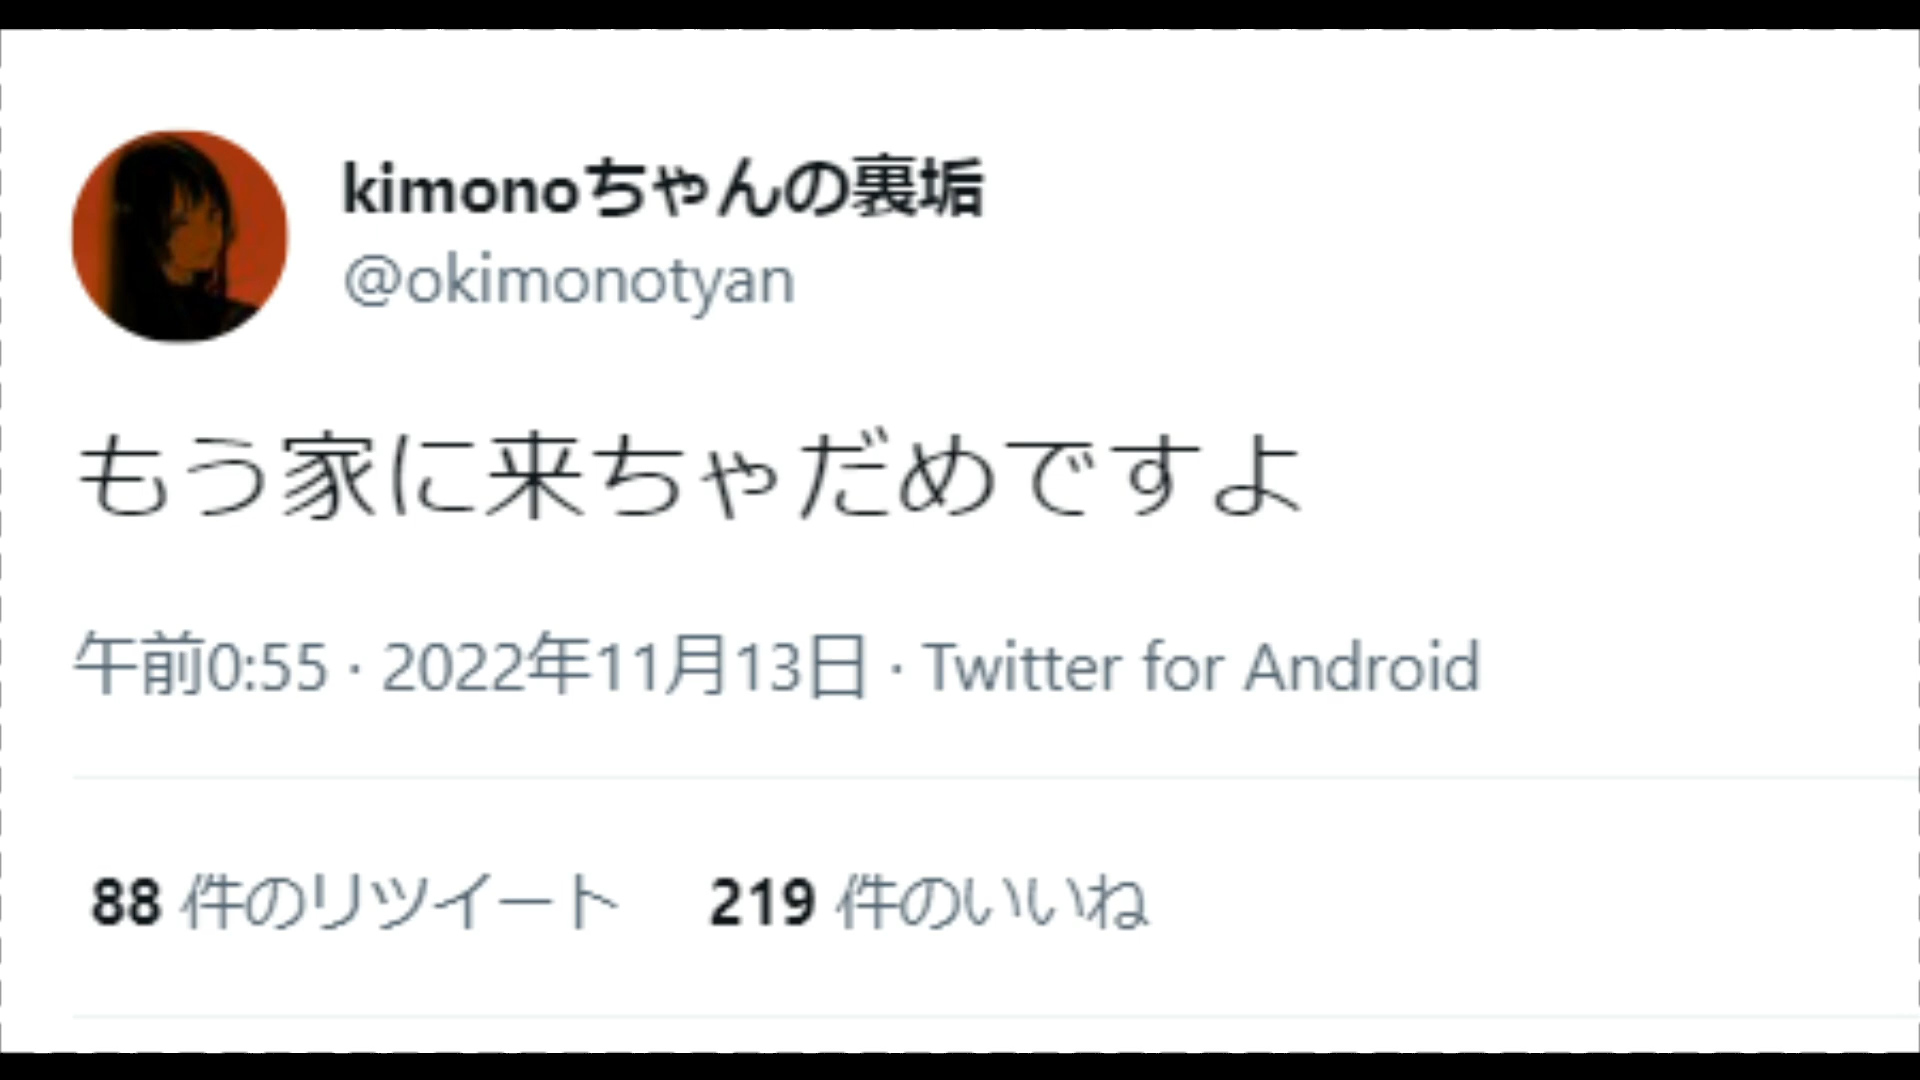 kimonoちゃんの裏垢
@okimonotyan
もう家に来ちゃだめですよ
午前0:55 · 2022年11月13日 · Twitter for Android
88 件のリツイート 219 件のいいね